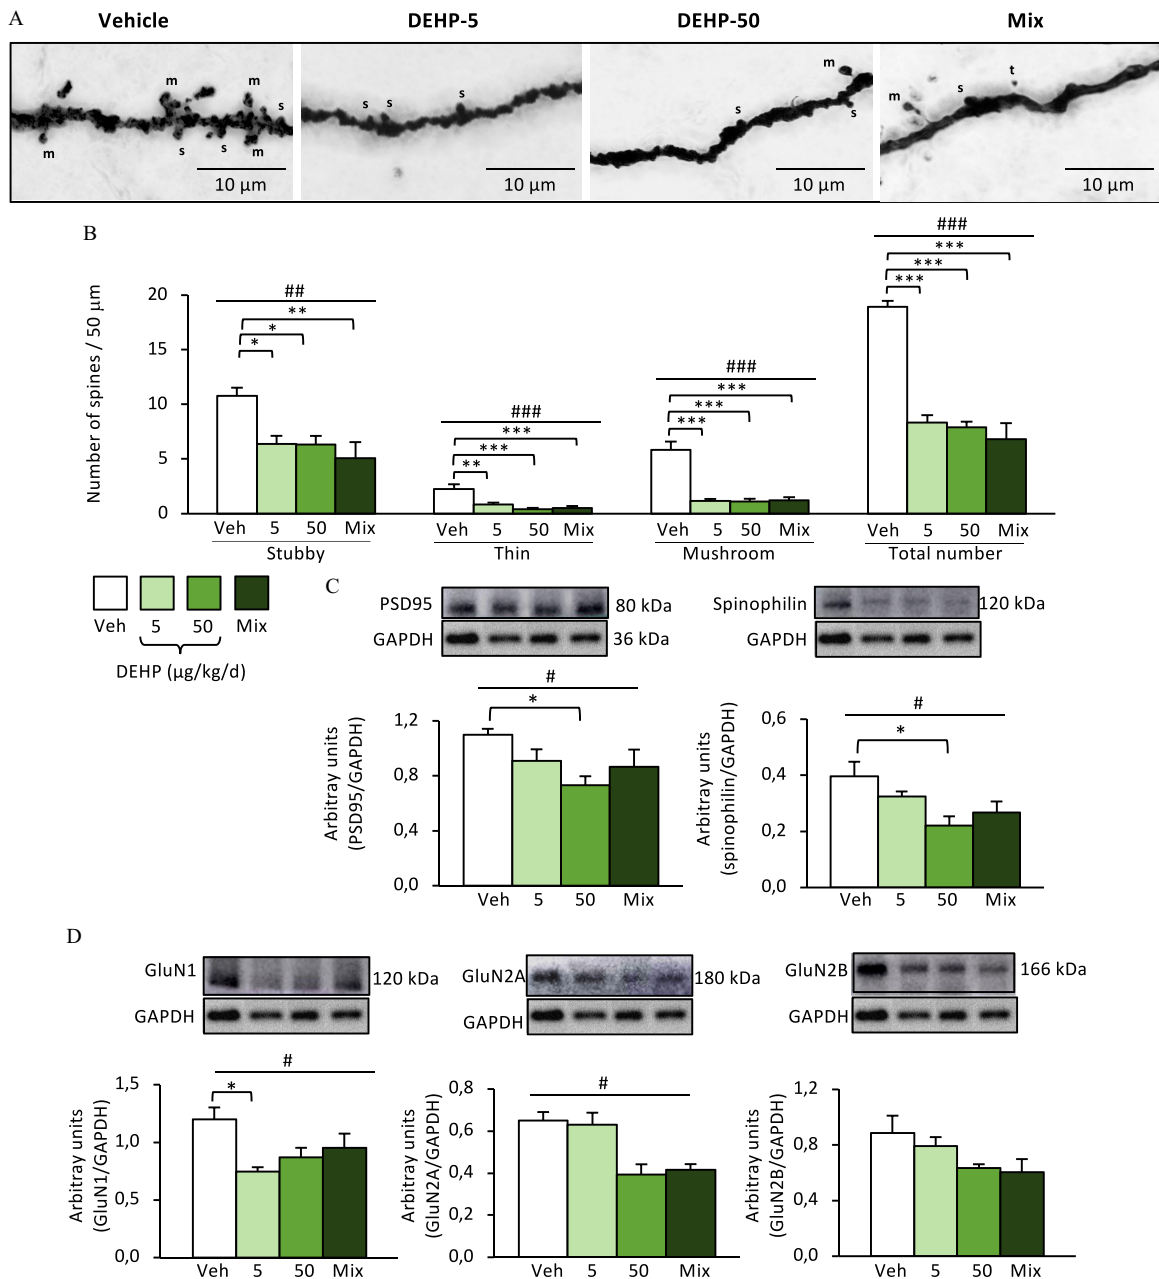 A
Vehicle DEHP-5 DEHP-50 Mix
m m s m s s m
10 µm
s s s
10 µm
m s s
10 µm
t s m
10 µm
B
Number of spines / 50 µm
20
15
10
5
0
##
**
*
*
###
***
***
**
###
***
***
***
###
***
***
***
Veh 5 50 Mix Veh 5 50 Mix Veh 5 50 Mix Veh 5 50 Mix
Stubby Thin Mushroom Total number
Veh 5 50 Mix
DEHP (µg/kg/d)
C
PSD95 80 kDa
GAPDH 36 kDa
Spinophilin 120 kDa
GAPDH
Arbitray units
(PSD95/GAPDH)
1,2
0,8
0,4
0,0
#
*
Veh 5 50 Mix
Arbitray units
(spinophilin/GAPDH)
0,6
0,4
0,2
0,0
#
*
Veh 5 50 Mix
D
GluN1 120 kDa
GAPDH
GluN2A 180 kDa
GAPDH
GluN2B 166 kDa
GAPDH
Arbitray units
(GluN1/GAPDH)
1,5
1,0
0,5
0,0
#
*
Veh 5 50 Mix
Arbitray units
(GluN2A/GAPDH)
0,8
0,6
0,4
0,2
0,0
#
Veh 5 50 Mix
Arbitray units
(GluN2B/GAPDH)
1,2
0,8
0,4
0,0
Veh 5 50 Mix